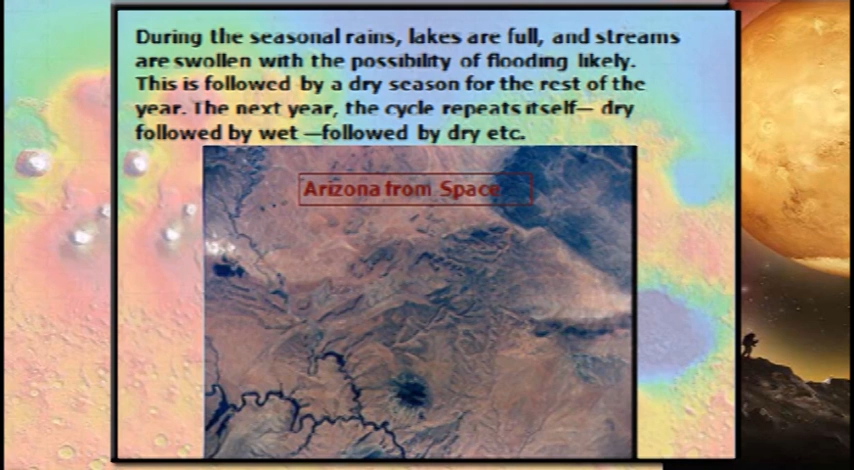 During the seasonal rains, lakes are full, and streams
are swollen with the possibility of flooding likely.
This is followed by a dry season for the rest of the
year. The next year, the cycle repeats itself— dry
followed by wet —followed by dry etc.
Arizona from Space